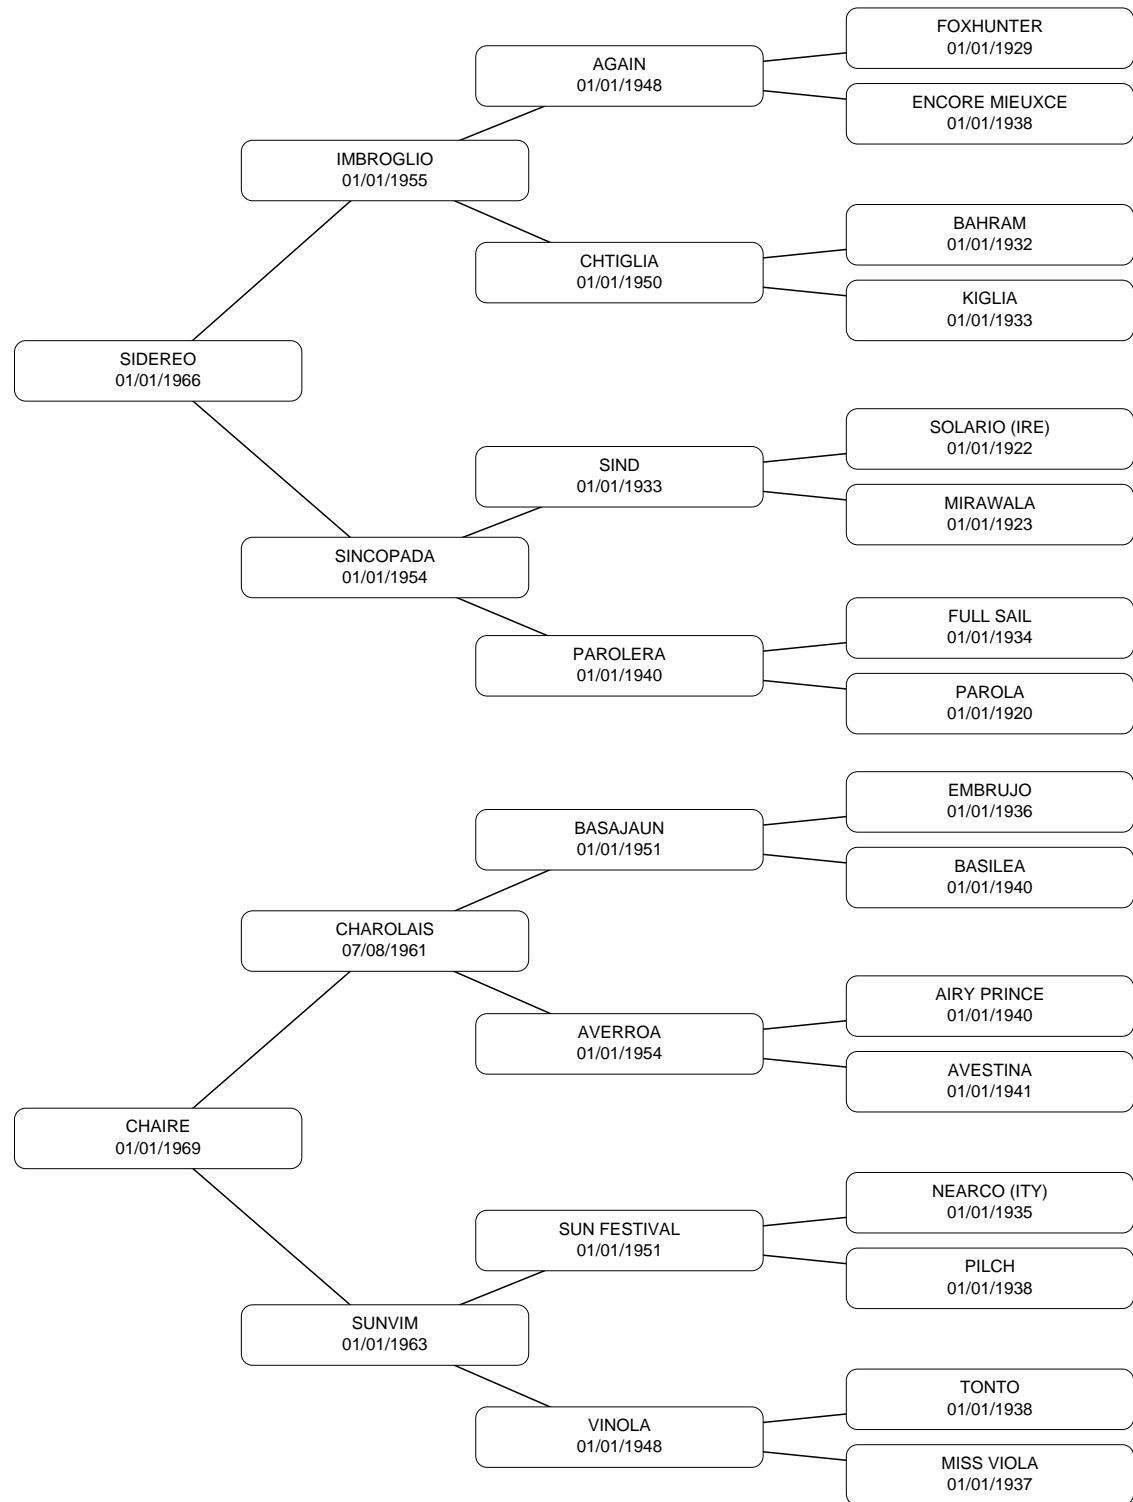 FOXHUNTER
01/01/1929
AGAIN
01/01/1948
ENCORE MIEUXCE
01/01/1938
IMBROGLIO
01/01/1955
BAHRAM
01/01/1932
CHTIGLIA
01/01/1950
KIGLIA
01/01/1933
SIDEREO
01/01/1966
SOLARIO (IRE)
01/01/1922
SIND
01/01/1933
MIRAWALA
01/01/1923
SINCOPADA
01/01/1954
FULL SAIL
01/01/1934
PAROLERA
01/01/1940
PAROLA
01/01/1920
EMBRUJO
01/01/1936
BASAJAUN
01/01/1951
BASILEA
01/01/1940
CHAROLAIS
07/08/1961
AIRY PRINCE
01/01/1940
AVERROA
01/01/1954
AVESTINA
01/01/1941
CHAIRE
01/01/1969
NEARCO (ITY)
01/01/1935
SUN FESTIVAL
01/01/1951
PILCH
01/01/1938
SUNVIM
01/01/1963
TONTO
01/01/1938
VINOLA
01/01/1948
MISS VIOLA
01/01/1937